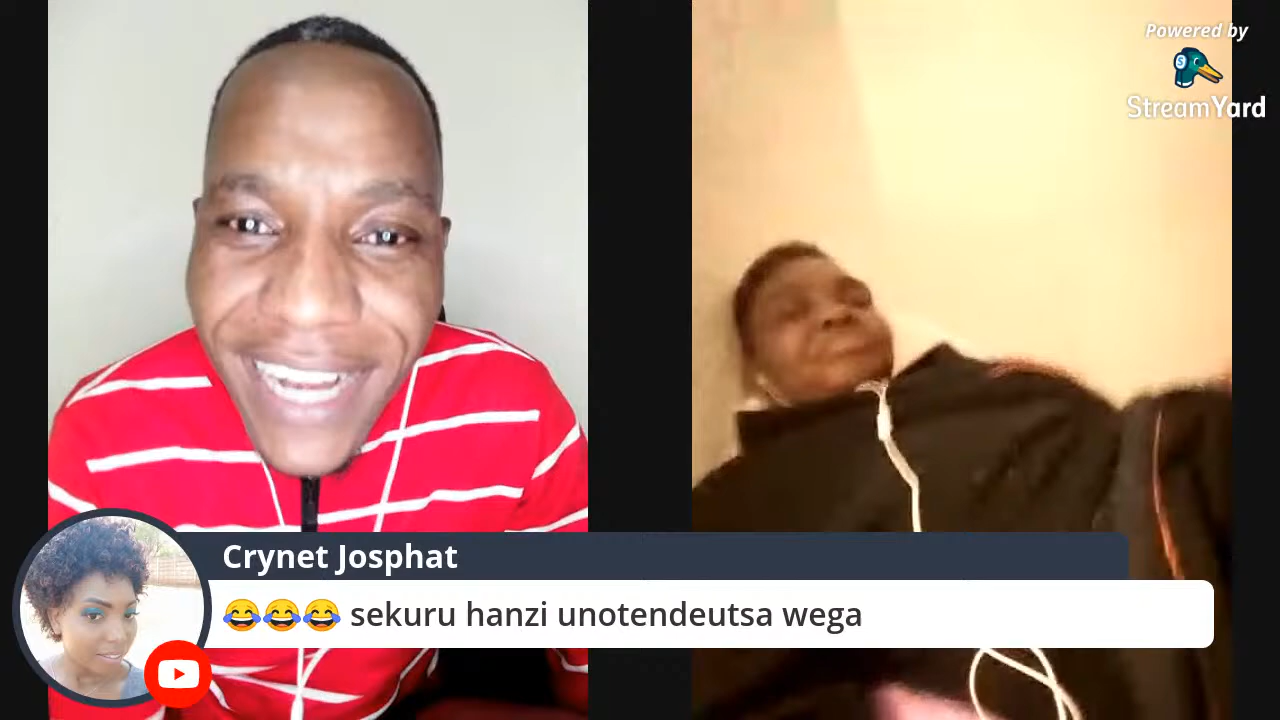 Powered by
StreamYard
Crynet Josphat
😂😂😂 sekuru hanzi unotendeutsa wega